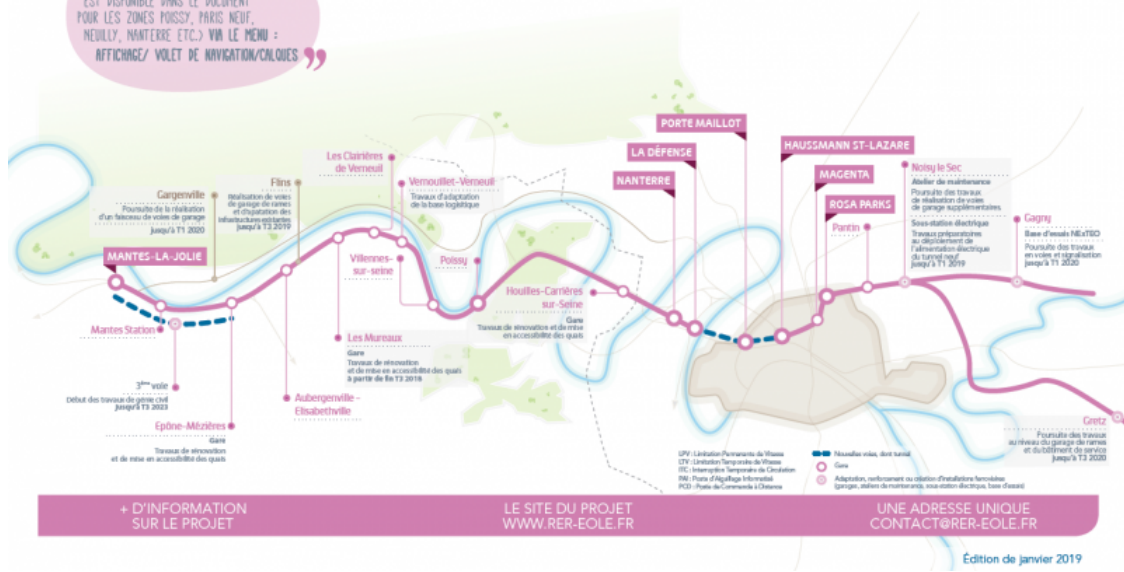 EST DISPONIBLE DANS LE DOCUMENT
POUR LES ZONES POISSY, PARIS NEUF,
NEUILLY, NANTERRE ETC.) VIA LE MENU :
AFFICHAGE/ VOLET DE NAVIGATION/CALQUES ”
PORTE MAILLOT
LA DÉFENSE
NANTERRE
HAUSSMANN ST-LAZARE
MAGENTA
ROSA PARKS
Pantin
Noisy le Sec
Atelier de maintenance
Poursuite des travaux
de réalisation de voies
de garage supplémentaires
Sous-station électrique
Travaux préparatoires
au déploiement de
l'alimentation électrique
du tunnel neuf
jusqu'à T1 2019
Gagny
Base d'essais NExTEO
Poursuite des travaux
en voies et signalisation
jusqu'à T1 2020
Les Clairières
de Verneuil
Vernouillet-Verneuil
Travaux d'adaptation
de la base logistique
Flins
Réalisation de voies
de garage de rames
et d'apatation des
infrastructures existantes
jusqu'à T3 2019
Gargenville
Poursuite de la réalisation
d'un faisceau de voies de garage
jusqu'à T1 2020
MANTES-LA-JOLIE
Villennes-
sur-seine
Poissy
Houilles-Carrières
sur-Seine
Gare
Travaux de rénovation et de mise
en accessibilité des quais
Mantes Station
Les Mureaux
Gare
Travaux de rénovation
et de mise en accessibilité des quais
à partir de fin T3 2018
3ème voie
Début des travaux de génie civil
jusqu'à T3 2023
Aubergenville -
Elisabethville
Epône-Mézières
Gare
Travaux de rénovation
et de mise en accessibilité des quais
Gretz
Poursuite des travaux
au niveau du garage de rames
et du bâtiment de service
jusqu'à T3 2020
LPV : Limitation Permanente de Vitesse
LTV : Limitation Temporaire de Vitesse
ITC : Interruption Temporaire de Circulation
PAI : Poste d'Aiguillage Informatisé
PCD : Poste de Commande à Distance
Nouvelles voies, dont tunnel
Gare
Adaptation, renforcement ou création d'installations ferroviaires
(garages, ateliers de maintenance, sous-station électrique, base d'essais)
+ D'INFORMATION
SUR LE PROJET
LE SITE DU PROJET
WWW.RER-EOLE.FR
UNE ADRESSE UNIQUE
CONTACT@RER-EOLE.FR
Édition de janvier 2019